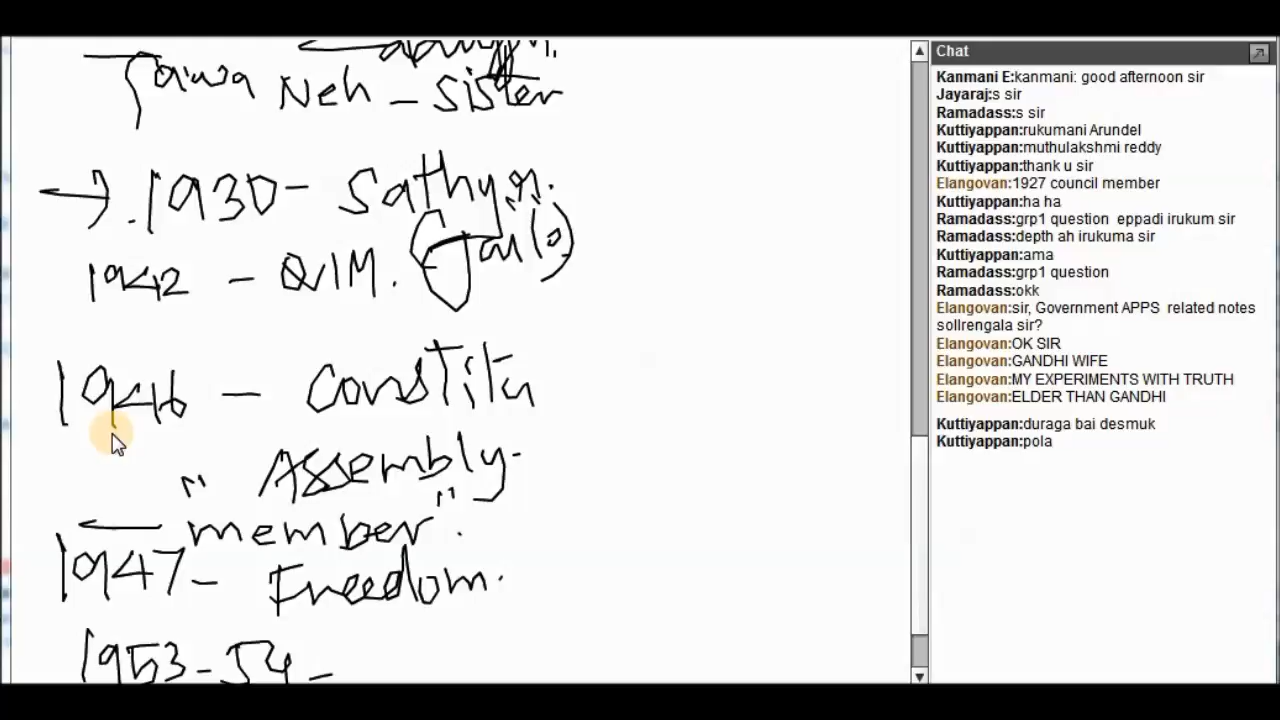 Jawa Neh - Sister
→ .1930 - Sathy.
1942 - QIM. (Jail)
1946 - Constitu
" Assembly-
member".
1947 - Freedom.
1953-54 -
Chat
Kanmani E:kanmani: good afternoon sir
Jayaraj:s sir
Ramadass:s sir
Kuttiyappan:rukumani Arundel
Kuttiyappan:muthulakshmi reddy
Kuttiyappan:thank u sir
Elangovan:1927 council member
Kuttiyappan:ha ha
Ramadass:grp1 question eppadi irukum sir
Ramadass:depth ah irukuma sir
Kuttiyappan:ama
Ramadass:grp1 question
Ramadass:okk
Elangovan:sir, Government APPS related notes
sollrengala sir?
Elangovan:OK SIR
Elangovan:GANDHI WIFE
Elangovan:MY EXPERIMENTS WITH TRUTH
Elangovan:ELDER THAN GANDHI
Kuttiyappan:duraga bai desmuk
Kuttiyappan:pola